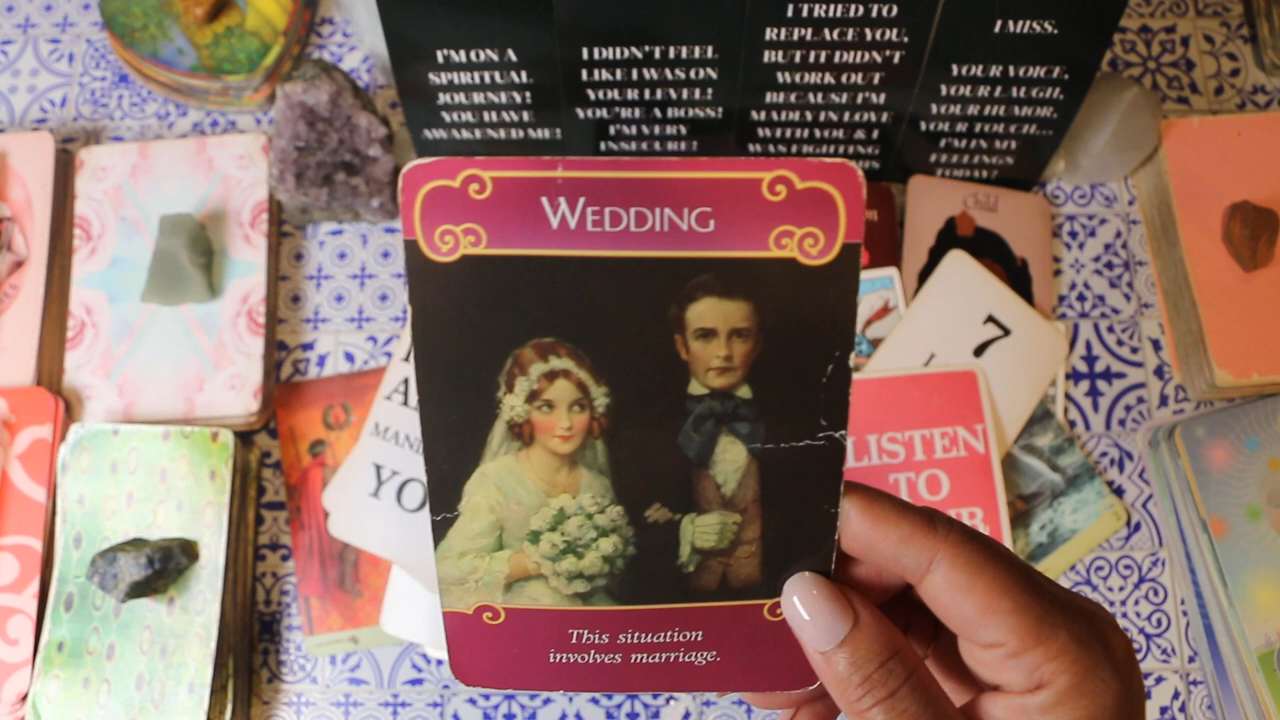 I'M ON A
SPIRITUAL
JOURNEY!
YOU HAVE
AWAKENED ME!
I DIDN'T FEEL
LIKE I WAS ON
YOUR LEVEL!
YOU'RE A BOSS!
I'M VERY
INSECURE!
I TRIED TO
REPLACE YOU,
BUT IT DIDN'T
WORK OUT
BECAUSE I'M
MADLY IN LOVE
WITH YOU & I
WAS FIGHTING
I MISS.
YOUR VOICE,
YOUR LAUGH,
YOUR HUMOR,
YOUR TOUCH...
I'M IN MY
FEELINGS
TODAY?
WEDDING
This situation
involves marriage.
Child
7
LISTEN
TO
YO